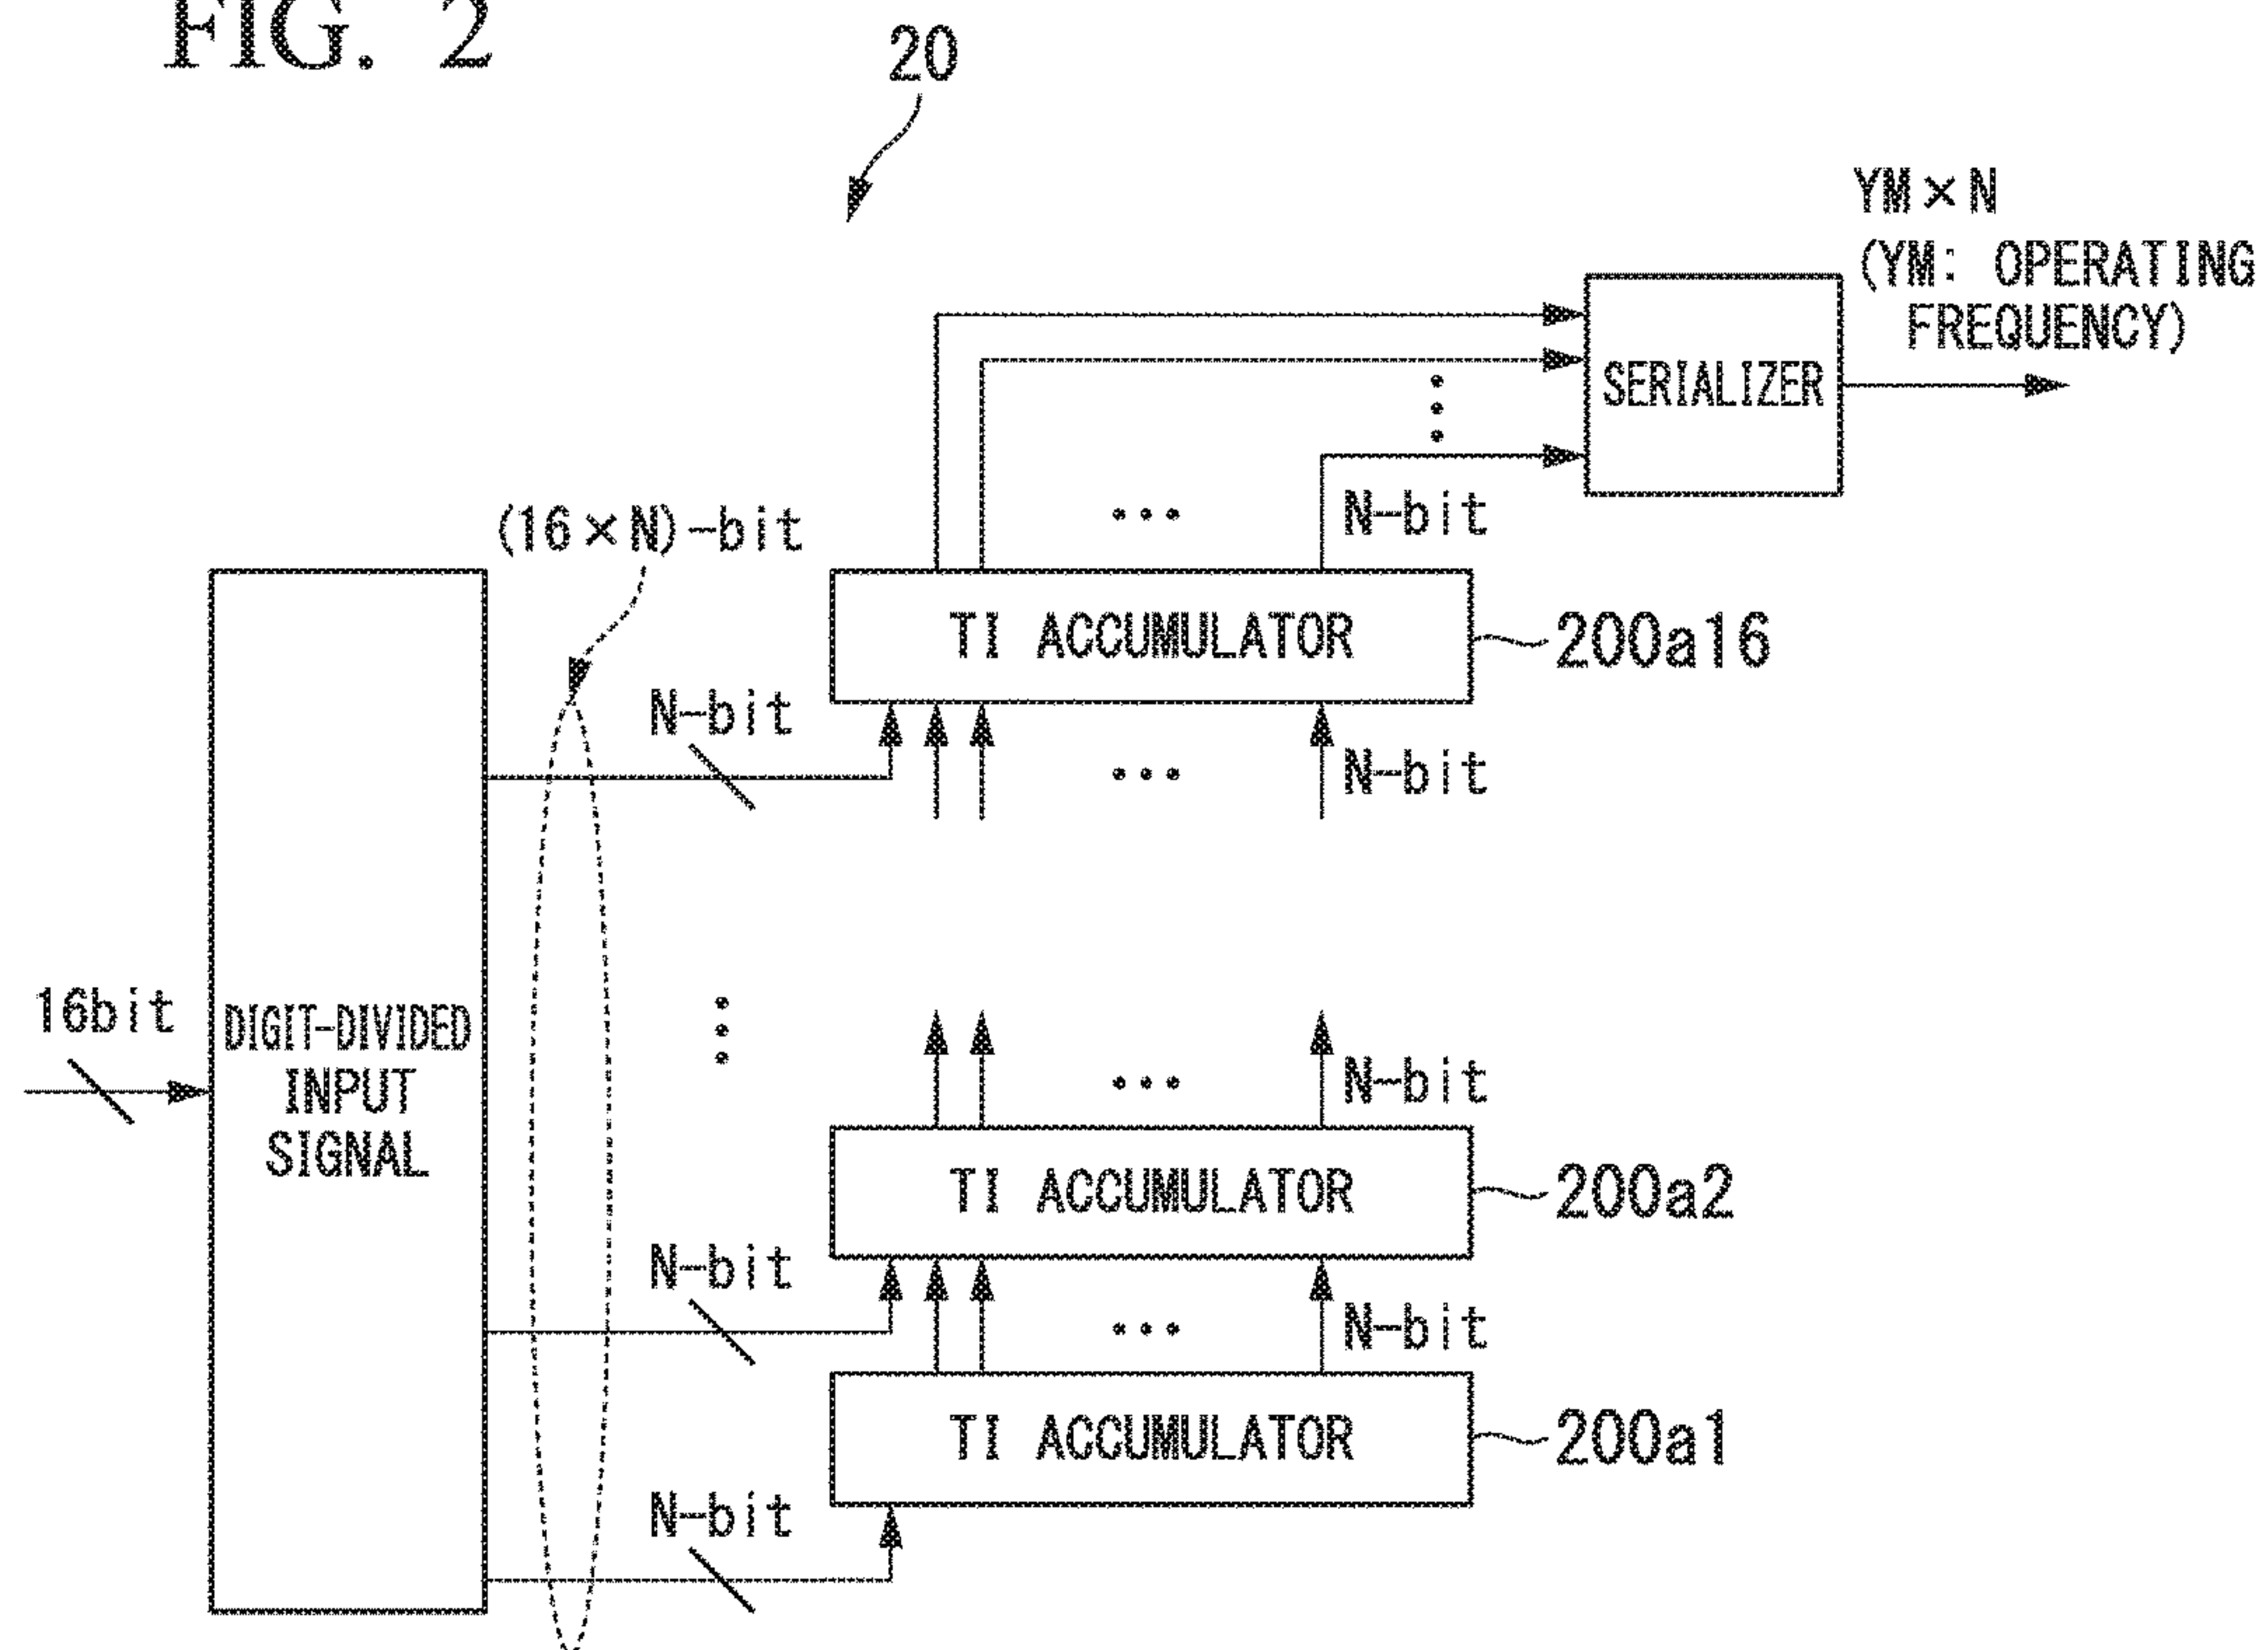 FIG. 2
20
YM×N
(YM: OPERATING
FREQUENCY)
SERIALIZER
(16×N)-bit
N-bit
TI ACCUMULATOR
200a16
N-bit
N-bit
16bit
DIGIT-DIVIDED
INPUT
SIGNAL
N-bit
TI ACCUMULATOR
200a2
N-bit
N-bit
TI ACCUMULATOR
200a1
N-bit